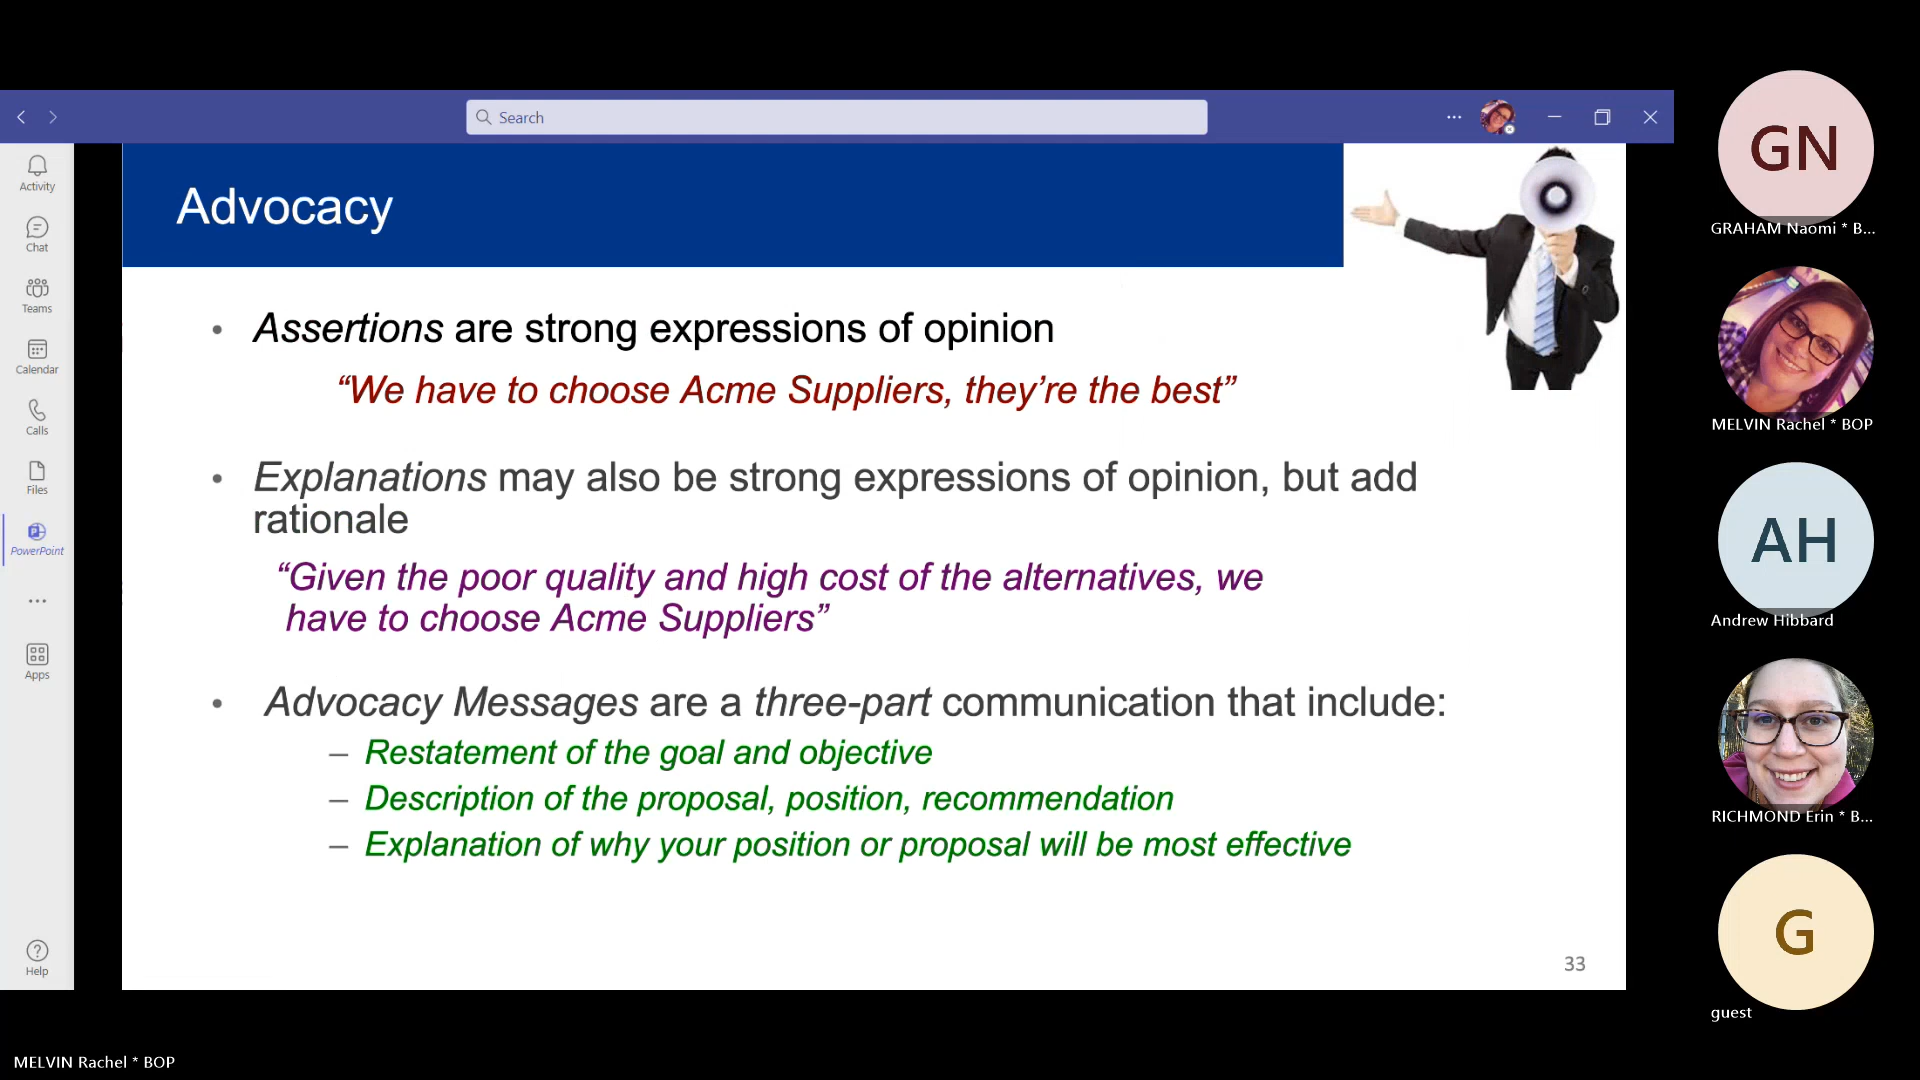 Search
Activity
Chat
Teams
Calendar
Calls
Files
PowerPoint
Apps
Help
Advocacy
• Assertions are strong expressions of opinion
“We have to choose Acme Suppliers, they’re the best”
• Explanations may also be strong expressions of opinion, but add
rationale
“Given the poor quality and high cost of the alternatives, we
have to choose Acme Suppliers”
• Advocacy Messages are a three-part communication that include:
– Restatement of the goal and objective
– Description of the proposal, position, recommendation
– Explanation of why your position or proposal will be most effective
33
GN
GRAHAM Naomi * B...
MELVIN Rachel * BOP
AH
Andrew Hibbard
RICHMOND Erin * B...
G
guest
MELVIN Rachel * BOP